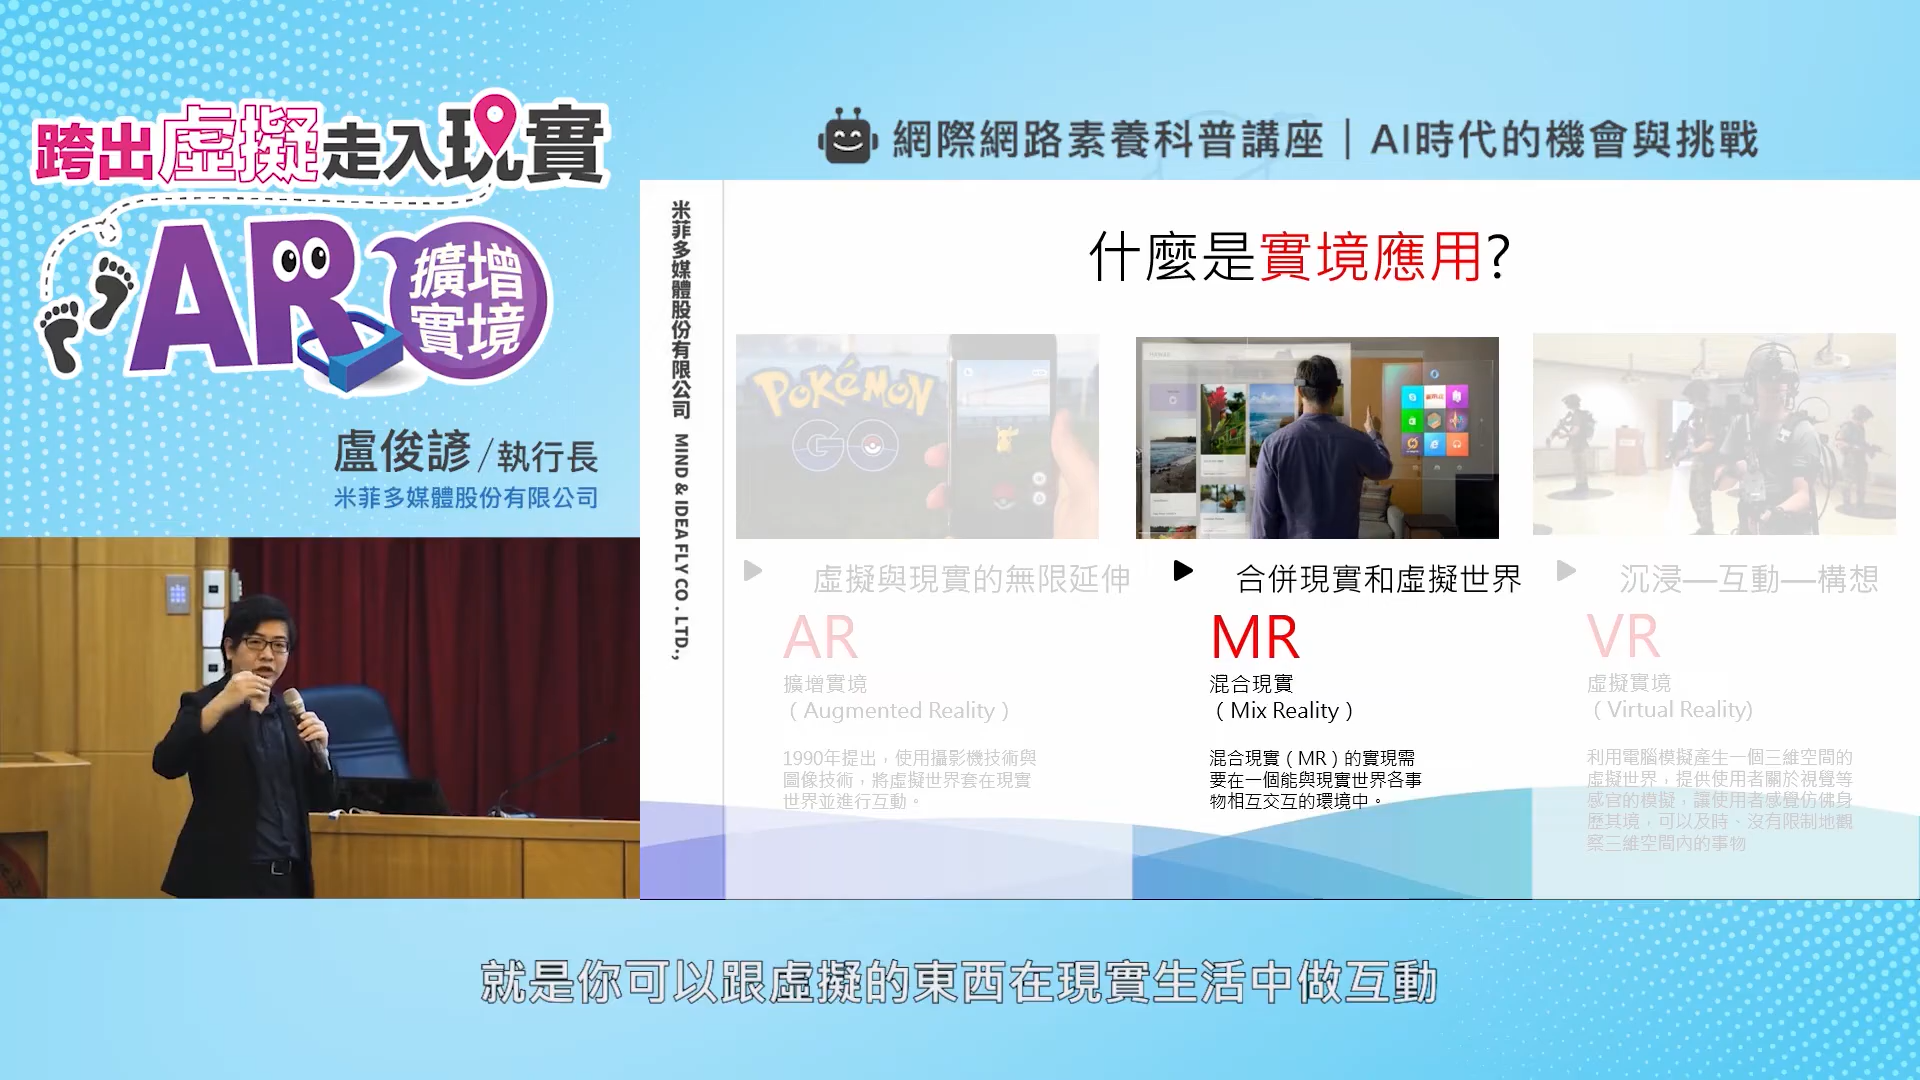 跨出虛擬走入現實
AR
擴增
實境
盧俊諺/執行長
米菲多媒體股份有限公司
網際網路素養科普講座｜AI時代的機會與挑戰
米菲多媒體股份有限公司 MIND & IDEA FLY CO . LTD.,
什麼是實境應用?
POKéMON
GO
虛擬與現實的無限延伸
AR
擴增實境
（Augmented Reality）
1990年提出，使用攝影機技術與
圖像技術，將虛擬世界套在現實
世界並進行互動。
合併現實和虛擬世界
MR
混合現實
（Mix Reality）
混合現實（MR）的實現需
要在一個能與現實世界各事
物相互交互的環境中。
沉浸—互動—構想
VR
虛擬實境
（Virtual Reality)
利用電腦模擬產生一個三維空間的
虛擬世界，提供使用者關於視覺等
感官的模擬，讓使用者感覺仿佛身
歷其境，可以及時、沒有限制地觀
察三維空間內的事物
就是你可以跟虛擬的東西在現實生活中做互動